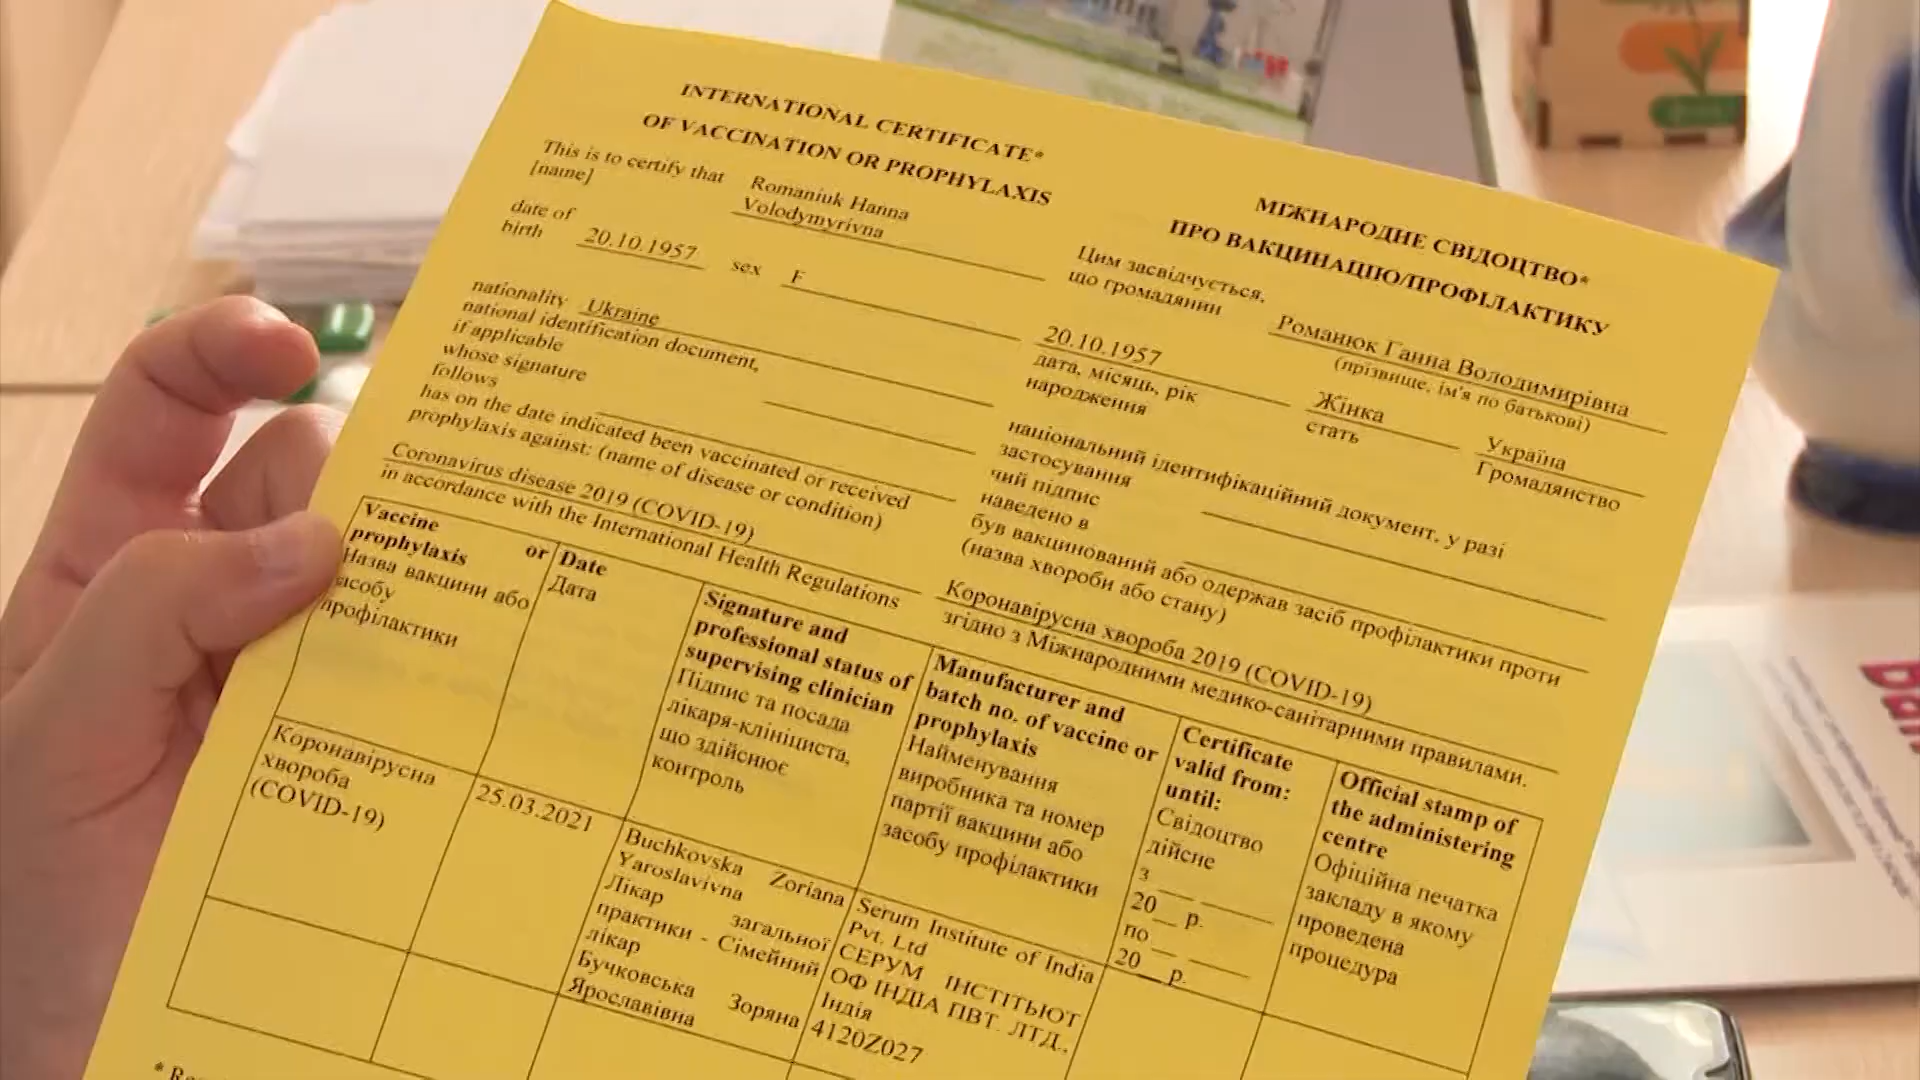 INTERNATIONAL CERTIFICATE*
OF VACCINATION OR PROPHYLAXIS
This is to certify that
[name]
Romaniuk Hanna
Volodymyrivna
date of
birth
20.10.1957
sex F
nationality Ukraine
national identification document,
if applicable
whose signature
follows
has on the date indicated been vaccinated or received
prophylaxis against: (name of disease or condition)
Coronavirus disease 2019 (COVID-19)
in accordance with the International Health Regulations
МІЖНАРОДНЕ СВІДОЦТВО*
ПРО ВАКЦИНАЦІЮ/ПРОФІЛАКТИКУ
Цим засвідчується,
що громадянин
Романюк Ганна Володимирівна
(прізвище, ім'я по батькові)
20.10.1957
дата, місяць, рік
народження
Жінка
стать
Україна
Громадянство
національний ідентифікаційний документ, у разі
застосування
чий підпис
наведено в
був вакцинований або одержав засіб профілактики проти
(назва хвороби або стану)
Коронавірусна хвороба 2019 (COVID-19)
згідно з Міжнародними медико-санітарними правилами.
Vaccine or
prophylaxis
Назва вакцини або
засобу
профілактики
Date
Дата
Signature and
professional status of
supervising clinician
Підпис та посада
лікаря-клініциста,
що здійснює
контроль
Manufacturer and
batch no. of vaccine or
prophylaxis
Найменування
виробника та номер
партії вакцини або
засобу профілактики
Certificate
valid from:
until:
Свідоцтво
дійсне
з __ ____
20__ р.
по __ ____
20__ р.
Official stamp of
the administering
centre
Офіційна печатка
закладу в якому
проведена
процедура
Коронавірусна
хвороба
(COVID-19)
25.03.2021
Buchkovska Zoriana
Yaroslavivna
Лікар загальної
практики - Сімейний
лікар
Бучковська Зоряна
Ярославівна
Serum Institute of India
Pvt. Ltd
СЕРУМ ІНСТІТЬЮТ
ОФ ІНДІА ПВТ. ЛТД.,
Індія
4120Z027